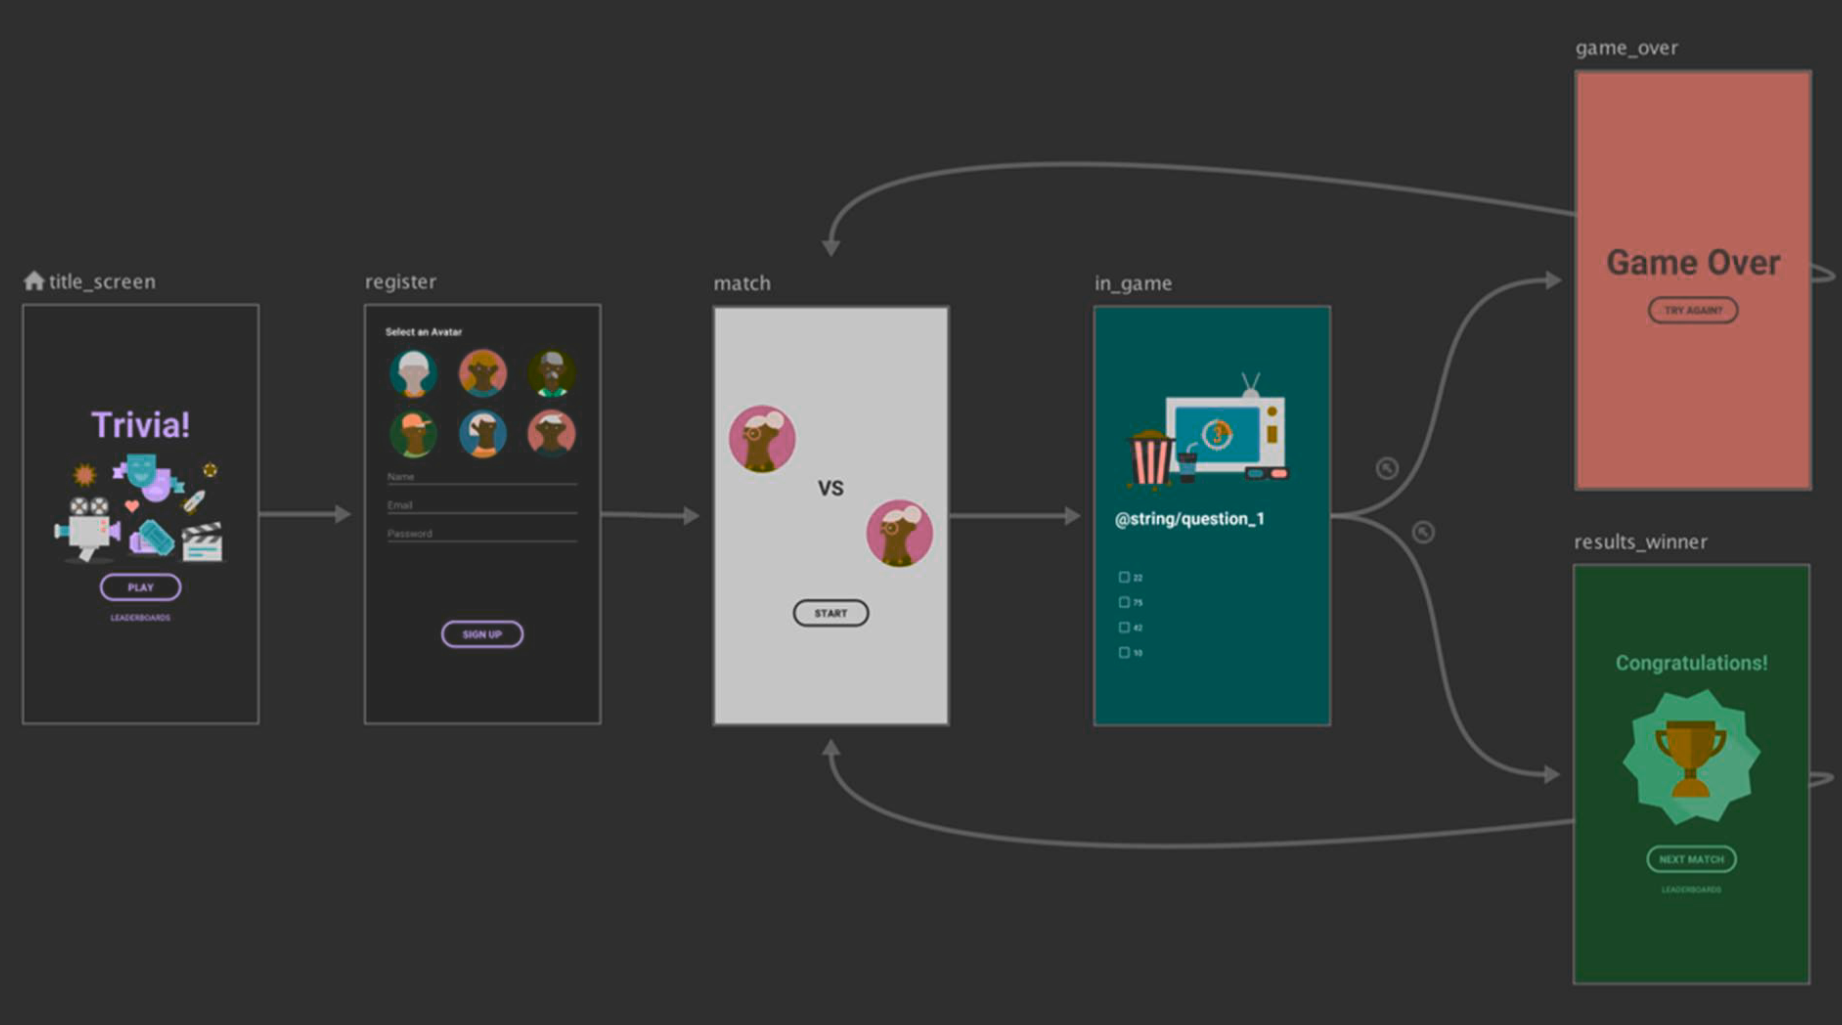 title_screen
Trivia!
PLAY
LEADERBOARDS
register
Select an Avatar
Name
Email
Password
SIGN UP
match
VS
START
in_game
3
@string/question_1
22
75
42
10
game_over
Game Over
TRY AGAIN?
results_winner
Congratulations!
NEXT MATCH
LEADERBOARDS